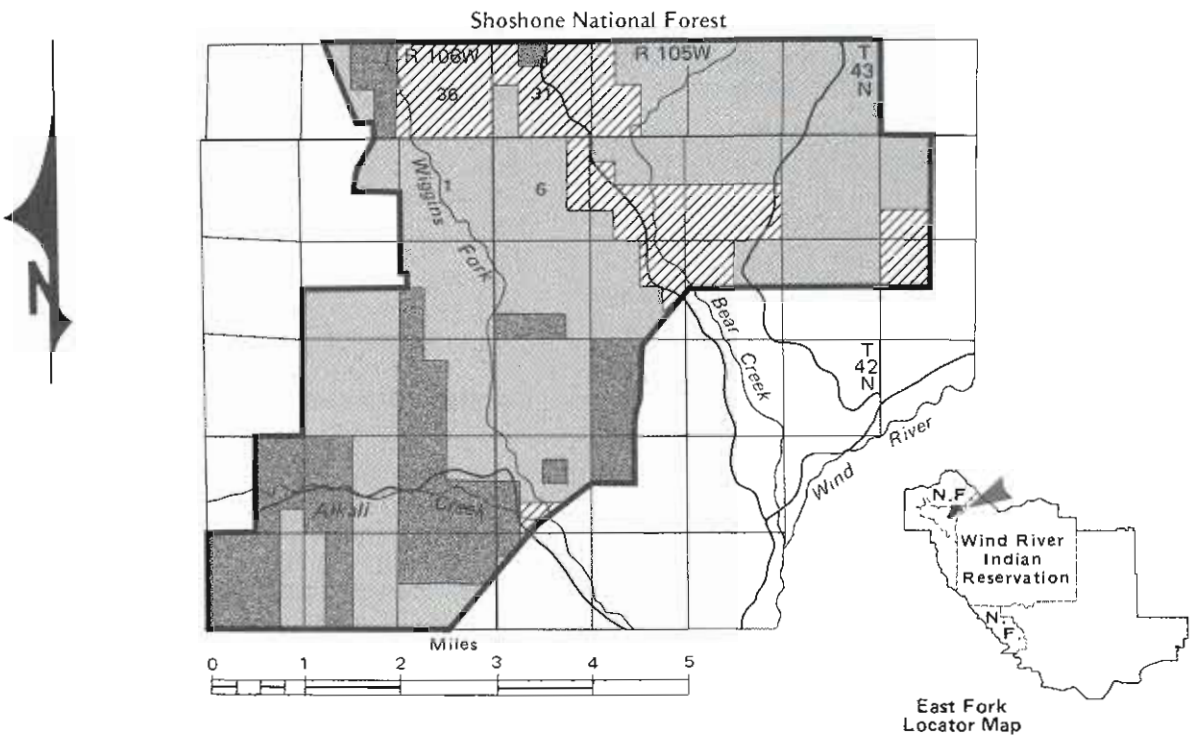 Shoshone National Forest
R 106W
R 105W
T
43
N
36
31
1
6
Wiggins
Fork
N
Bear
Creek
T
42
N
River
Wind
Alkali
Creek
N.F
Wind River
Indian
Reservation
N.
F.
Miles
0 1 2 3 4 5
East Fork
Locator Map